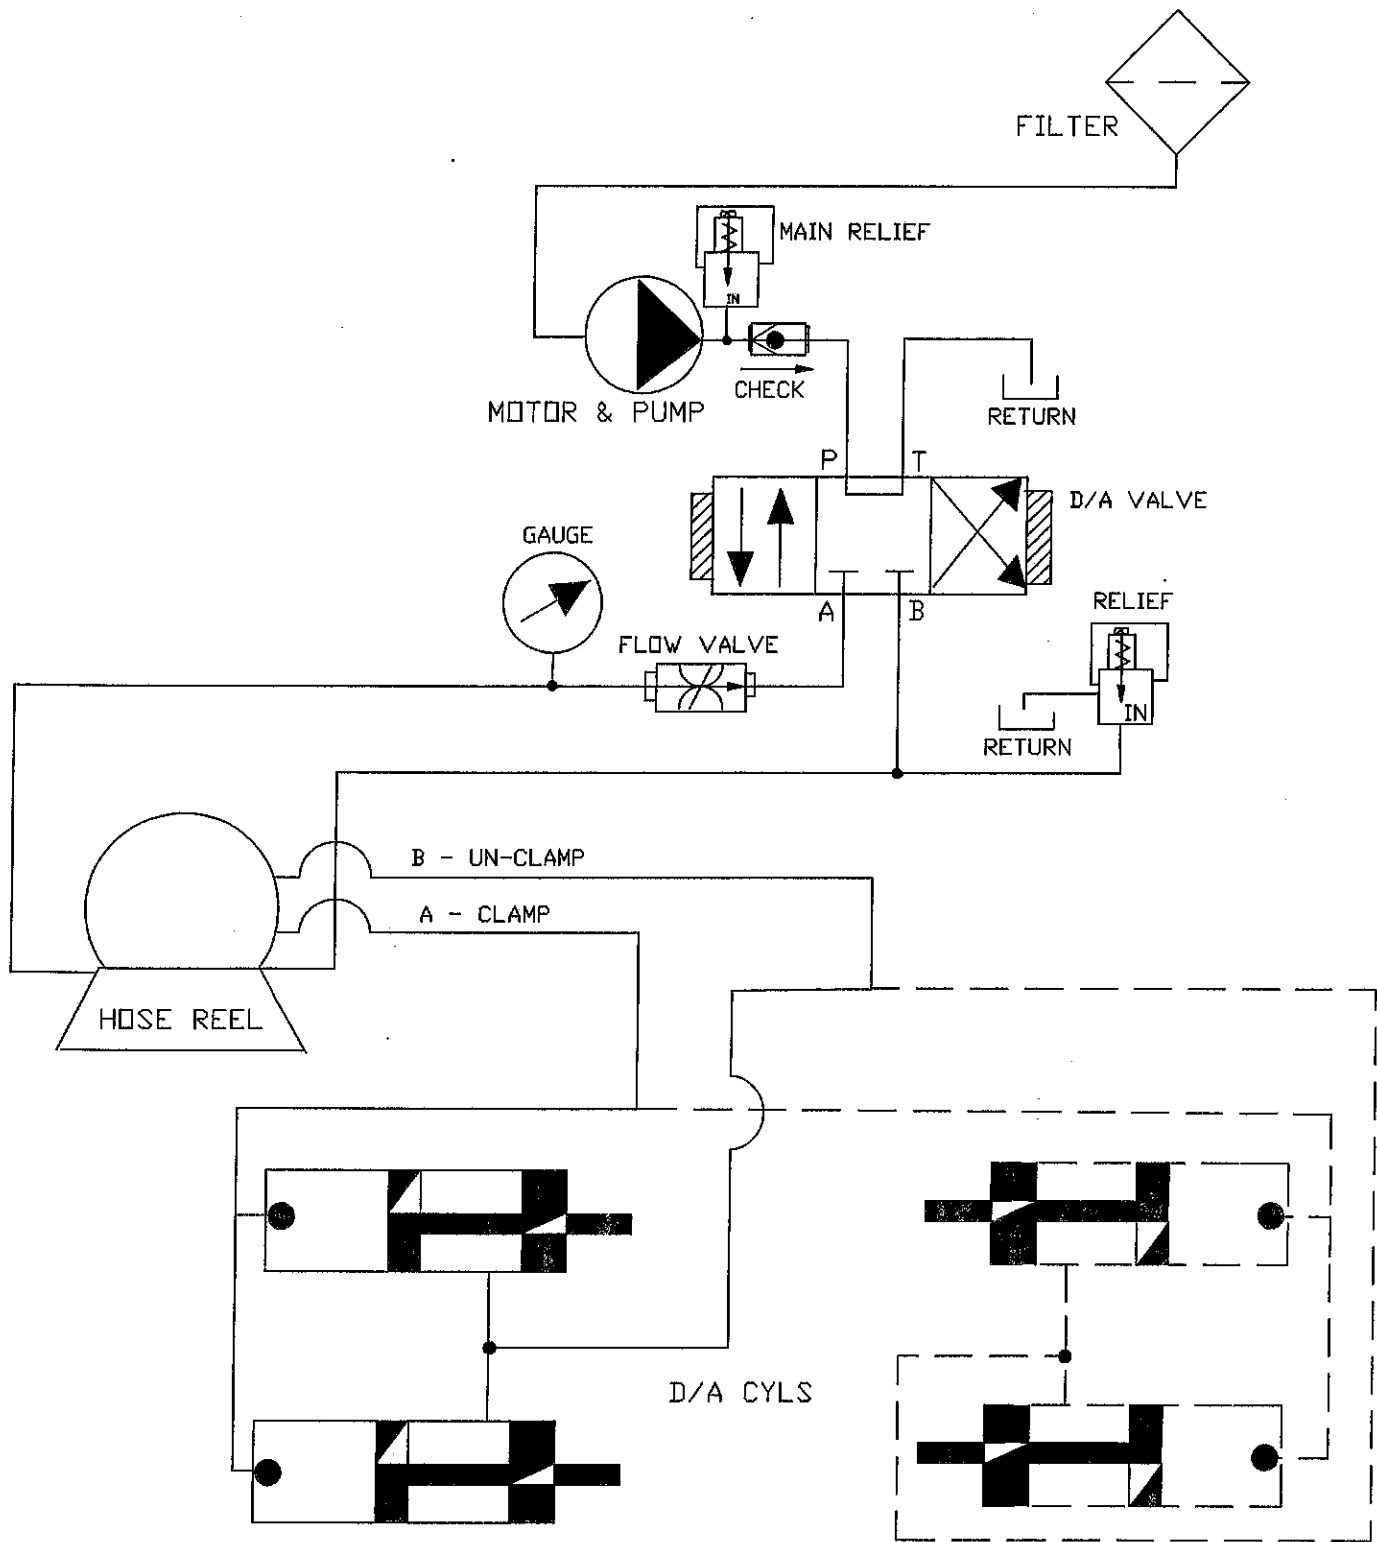 FILTER
MAIN RELIEF
IN
CHECK
MOTOR & PUMP
RETURN
P
T
D/A VALVE
GAUGE
A
B
RELIEF
FLOW VALVE
IN
RETURN
B - UN-CLAMP
A - CLAMP
HOSE REEL
D/A CYLS